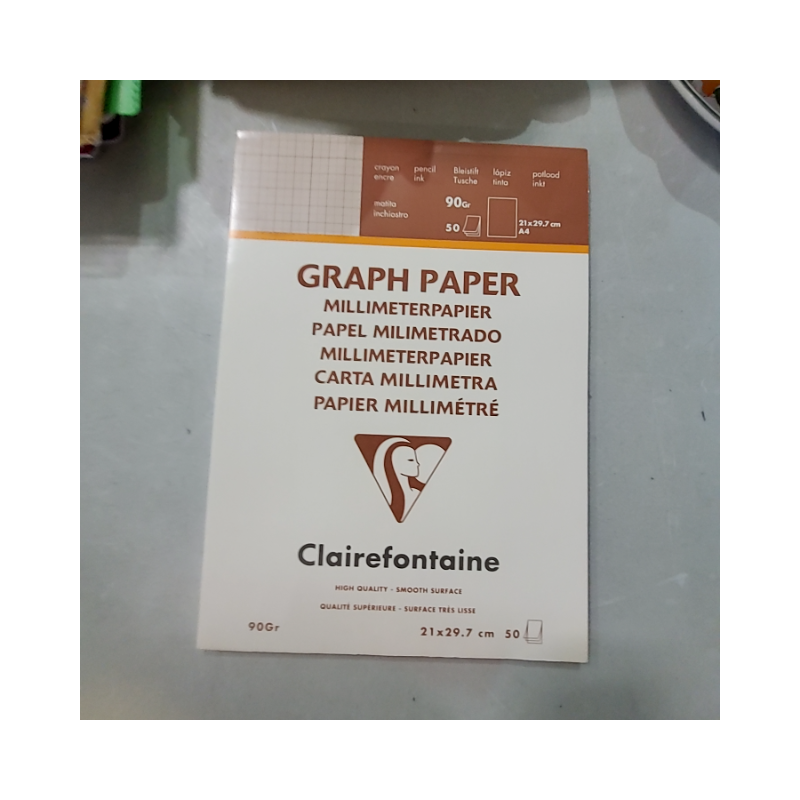 crayon pencil Bleistift lápiz potlood
encre ink Tusche tinta inkt
matita 90Gr
inchiostro
50 21x29.7 cm
A4
GRAPH PAPER
MILLIMETERPAPIER
PAPEL MILIMETRADO
MILLIMETERPAPIER
CARTA MILLIMETRA
PAPIER MILLIMÉTRÉ
Clairefontaine
HIGH QUALITY - SMOOTH SURFACE
QUALITÉ SUPÉRIEURE - SURFACE TRÈS LISSE
90Gr 21x29.7 cm 50